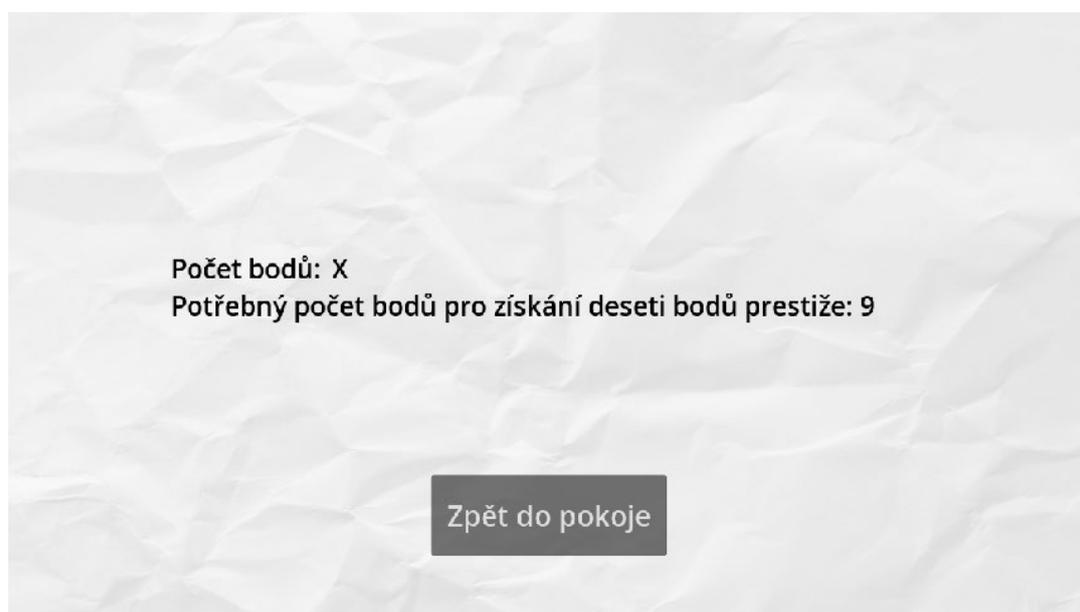 Počet bodů: X
Potřebný počet bodů pro získání deseti bodů prestiže: 9
Zpět do pokoje